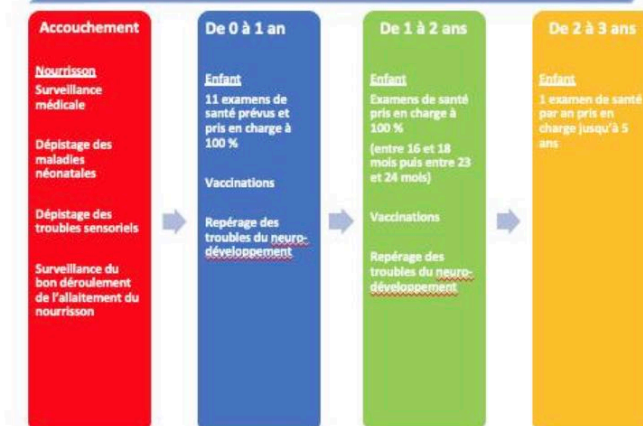 Accouchement
Nourrisson
Surveillance
médicale
Dépistage des
maladies
néonatales
Dépistage des
troubles sensoriels
Surveillance du
bon déroulement
de l'allaitement du
nourrisson
De 0 à 1 an
Enfant
11 examens de
santé prévus et
pris en charge à
100 %
Vaccinations
Repérage des
troubles du neuro-
développement
De 1 à 2 ans
Enfant
Examens de santé
pris en charge à
100 %
(entre 16 et 18
mois puis entre 23
et 24 mois)
Vaccinations
Repérage des
troubles du neuro-
développement
De 2 à 3 ans
Enfant
1 examen de santé
par an pris en
charge jusqu'à 5
ans